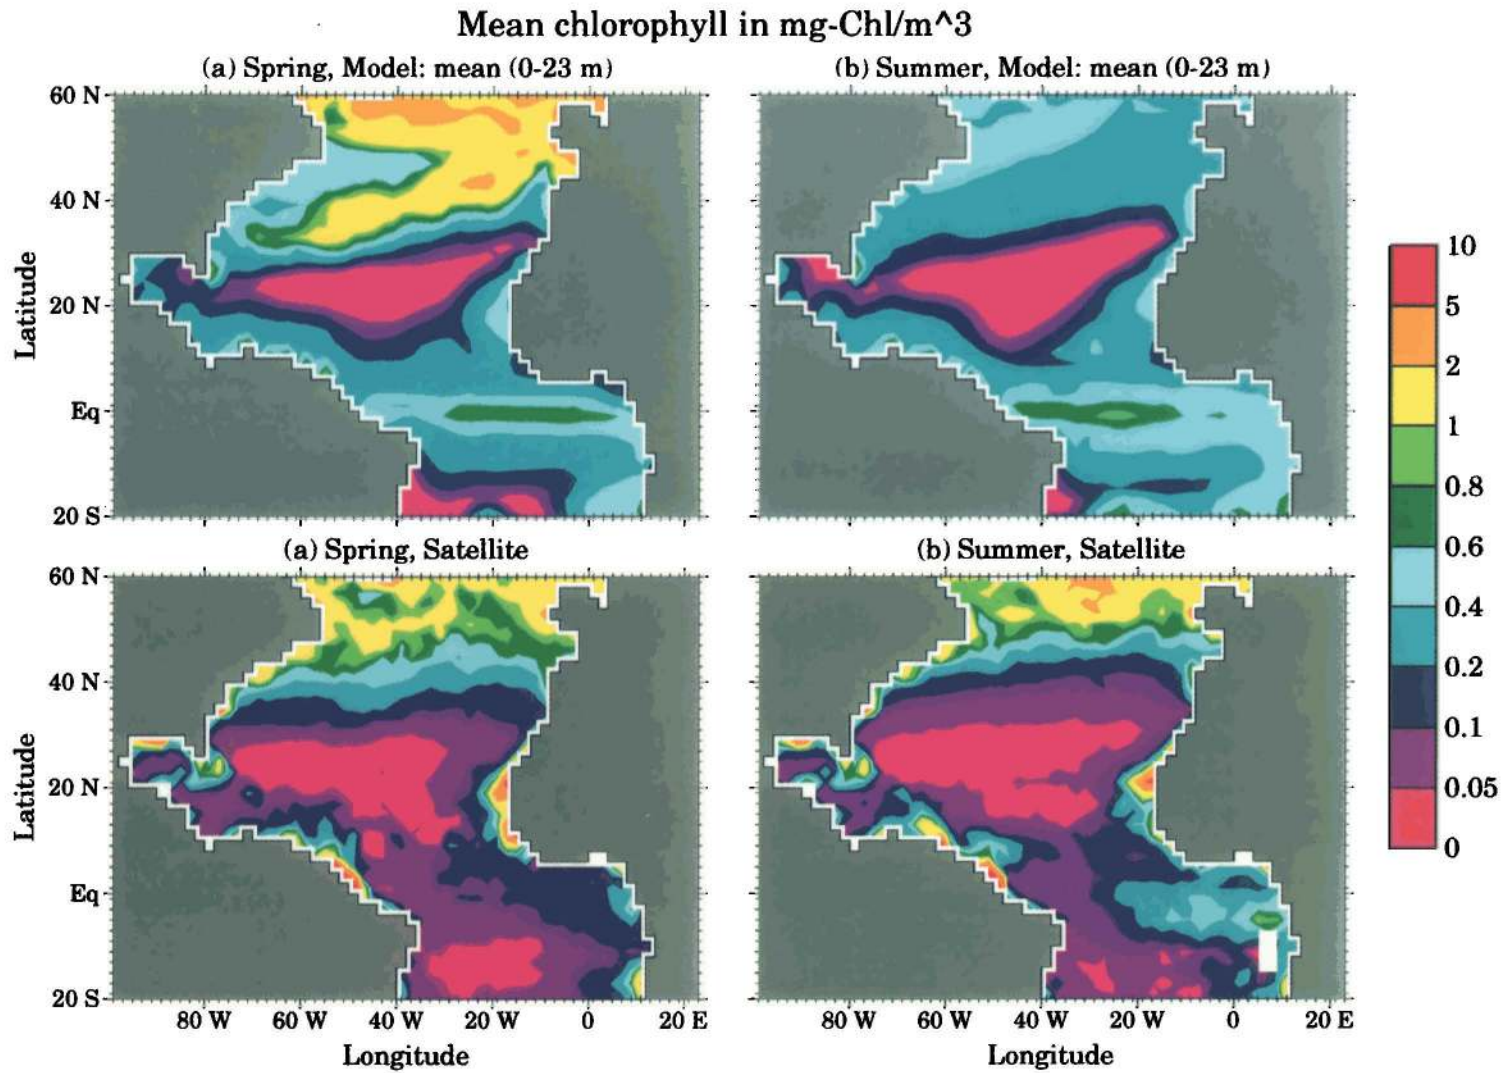 Mean chlorophyll in mg-Chl/m^3
(a) Spring, Model: mean (0-23 m)
(b) Summer, Model: mean (0-23 m)
60 N
40 N
20 N
Eq
20 S
Latitude
(a) Spring, Satellite
(b) Summer, Satellite
60 N
40 N
20 N
Eq
20 S
Latitude
80 W 60 W 40 W 20 W 0 20 E
80 W 60 W 40 W 20 W 0 20 E
Longitude
Longitude
10
5
2
1
0.8
0.6
0.4
0.2
0.1
0.05
0